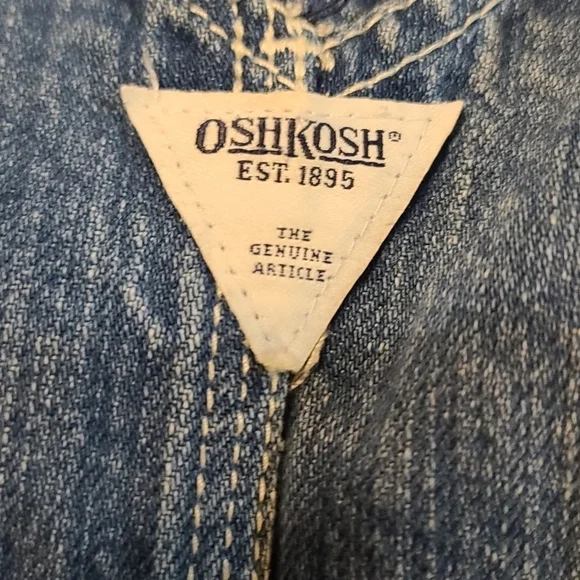 OSHKOSH®
EST. 1895
THE
GENUINE
ARTICLE